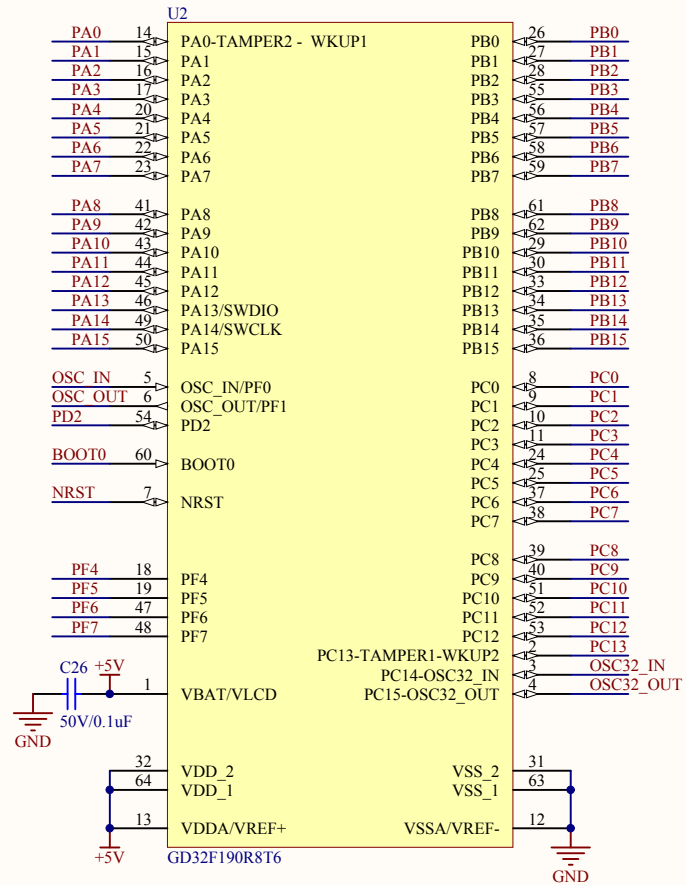 U2
PA0 14 PA0-TAMPER2 - WKUP1 PB0 26 PB0
PA1 15 PA1 PB1 27 PB1
PA2 16 PA2 PB2 28 PB2
PA3 17 PA3 PB3 55 PB3
PA4 20 PA4 PB4 56 PB4
PA5 21 PA5 PB5 57 PB5
PA6 22 PA6 PB6 58 PB6
PA7 23 PA7 PB7 59 PB7
PA8 41 PA8 PB8 61 PB8
PA9 42 PA9 PB9 62 PB9
PA10 43 PA10 PB10 29 PB10
PA11 44 PA11 PB11 30 PB11
PA12 45 PA12 PB12 33 PB12
PA13 46 PA13/SWDIO PB13 34 PB13
PA14 49 PA14/SWCLK PB14 35 PB14
PA15 50 PA15 PB15 36 PB15
OSC_IN 5 OSC_IN/PF0 PC0 8 PC0
OSC_OUT 6 OSC_OUT/PF1 PC1 9 PC1
PD2 54 PD2 PC2 10 PC2
PC3 11 PC3
BOOT0 60 BOOT0 PC4 24 PC4
PC5 25 PC5
NRST 7 NRST PC6 37 PC6
PC7 38 PC7
PC8 39 PC8
PF4 18 PF4 PC9 40 PC9
PF5 19 PF5 PC10 51 PC10
PF6 47 PF6 PC11 52 PC11
PF7 48 PF7 PC12 53 PC12
PC13-TAMPER1-WKUP2 2 PC13
C26 +5V PC14-OSC32_IN 3 OSC32_IN
1 VBAT/VLCD PC15-OSC32_OUT 4 OSC32_OUT
50V/0.1uF
GND
32 VDD_2 VSS_2 31
64 VDD_1 VSS_1 63
13 VDDA/VREF+ VSSA/VREF- 12
+5V GD32F190R8T6
GND